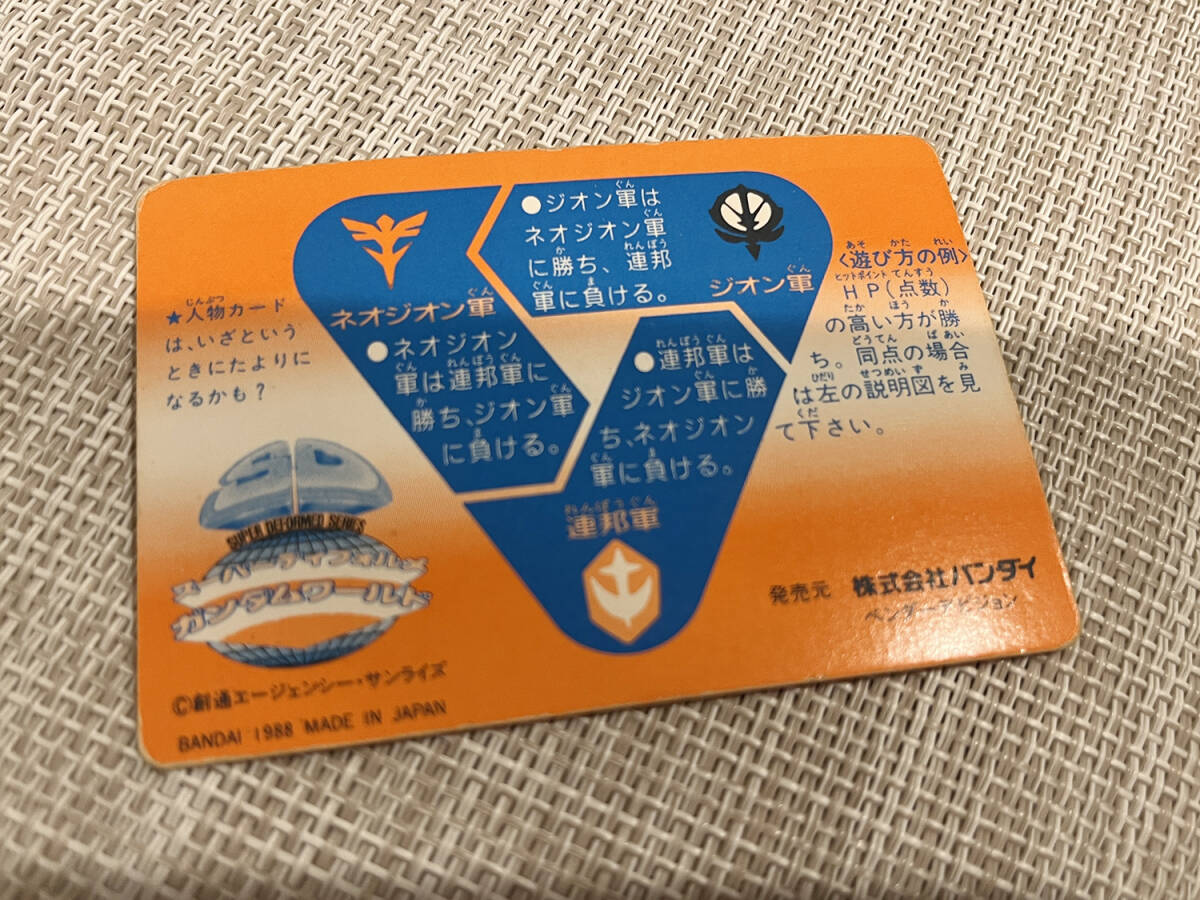 ネオジオン軍
●ジオン軍は
ネオジオン軍
に勝ち、連邦
軍に負ける。
ジオン軍
●ネオジオン
軍は連邦軍に
勝ち、ジオン軍
に負ける。
●連邦軍は
ジオン軍に勝
ち、ネオジオン
軍に負ける。
連邦軍
★人物カード
は、いざという
ときにたよりに
なるかも?
〈遊び方の例〉
HP(点数)
の高い方が勝
ち。同点の場合
は左の説明図を見
て下さい。
SD
SUPER DEFORMED SERIES
スーパーディフォルメ
ガンダムワールド
©創通エージェンシー・サンライズ
BANDAI 1988 MADE IN JAPAN
発売元 株式会社バンダイ
ベンダー